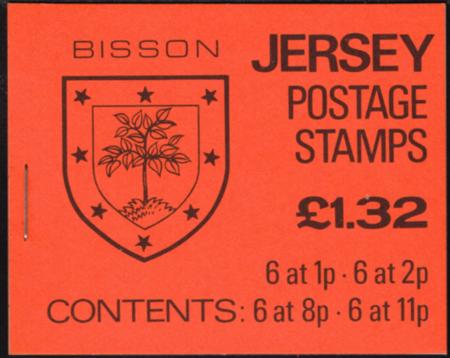 BISSON
JERSEY
POSTAGE
STAMPS
£1.32
6 at 1p · 6 at 2p
CONTENTS: 6 at 8p · 6 at 11p